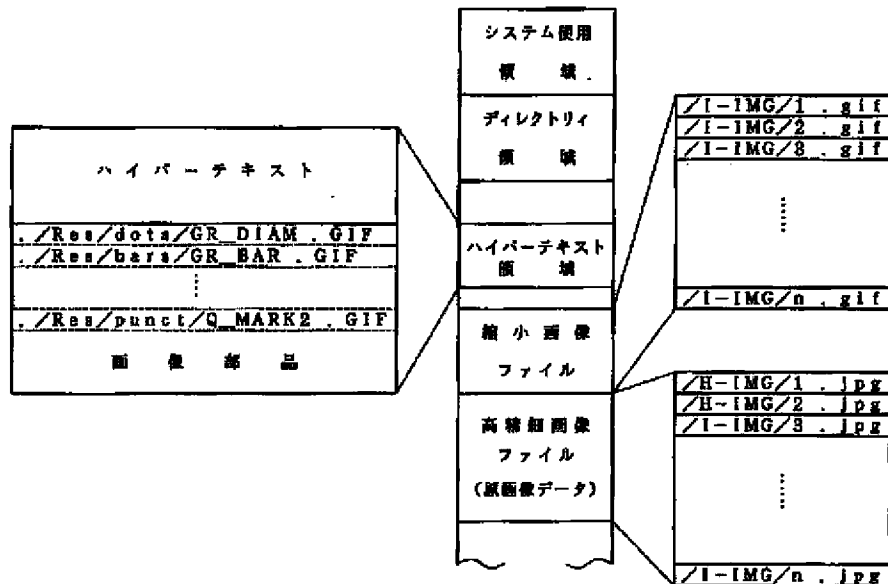 システム使用
領 域
ディレクトリィ
領 域
ハイパーテキスト
領 域
縮小画像
ファイル
高精細画像
ファイル
(原画像データ)
ハイパーテキスト
./Res/dots/GR_DIAM.GIF
./Res/bars/GR_BAR.GIF
./Res/punct/Q_MARK2.GIF
画 像 部 品
/I-IMG/1.gif
/I-IMG/2.gif
/I-IMG/3.gif
/I-IMG/n.gif
/H-IMG/1.jpg
/H-IMG/2.jpg
/I-IMG/3.jpg
/I-IMG/n.jpg